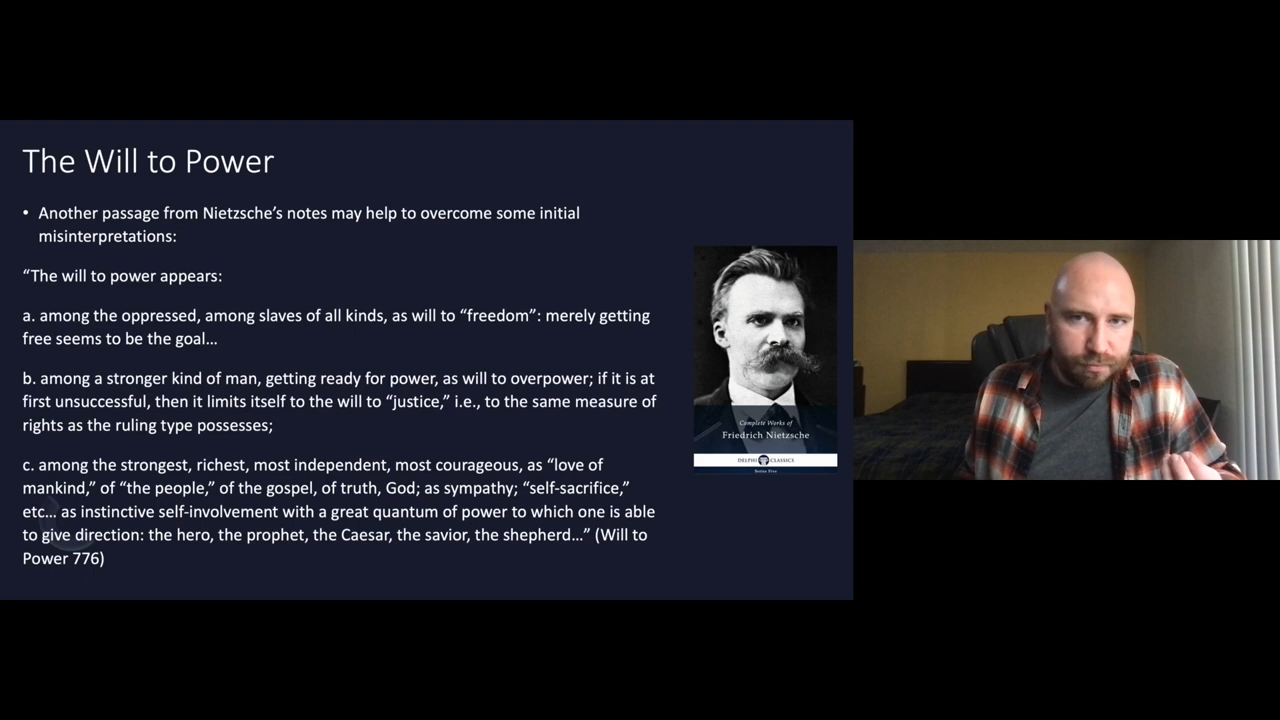 The Will to Power
• Another passage from Nietzsche’s notes may help to overcome some initial
misinterpretations:
“The will to power appears:
a. among the oppressed, among slaves of all kinds, as will to “freedom”: merely getting
free seems to be the goal…
b. among a stronger kind of man, getting ready for power, as will to overpower; if it is at
first unsuccessful, then it limits itself to the will to “justice,” i.e., to the same measure of
rights as the ruling type possesses;
c. among the strongest, richest, most independent, most courageous, as “love of
mankind,” of “the people,” of the gospel, of truth, God; as sympathy; “self-sacrifice,”
etc… as instinctive self-involvement with a great quantum of power to which one is able
to give direction: the hero, the prophet, the Caesar, the savior, the shepherd…” (Will to
Power 776)
Complete Works of
Friedrich Nietzsche
DELPHI CLASSICS
Series Five